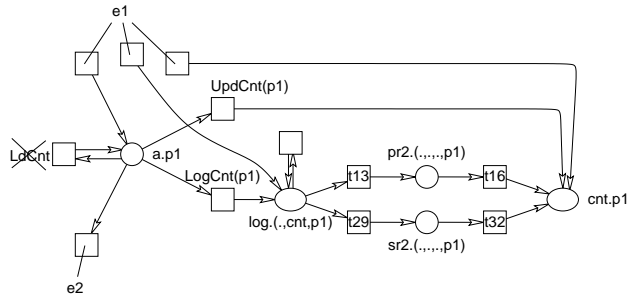 e1
UpdCnt(p1)
LdCnt
a.p1
pr2.(.,.,.,p1)
LogCnt(p1)
t13
t16
cnt.p1
log.(.,cnt,p1)
t29
t32
sr2.(.,.,.,p1)
e2